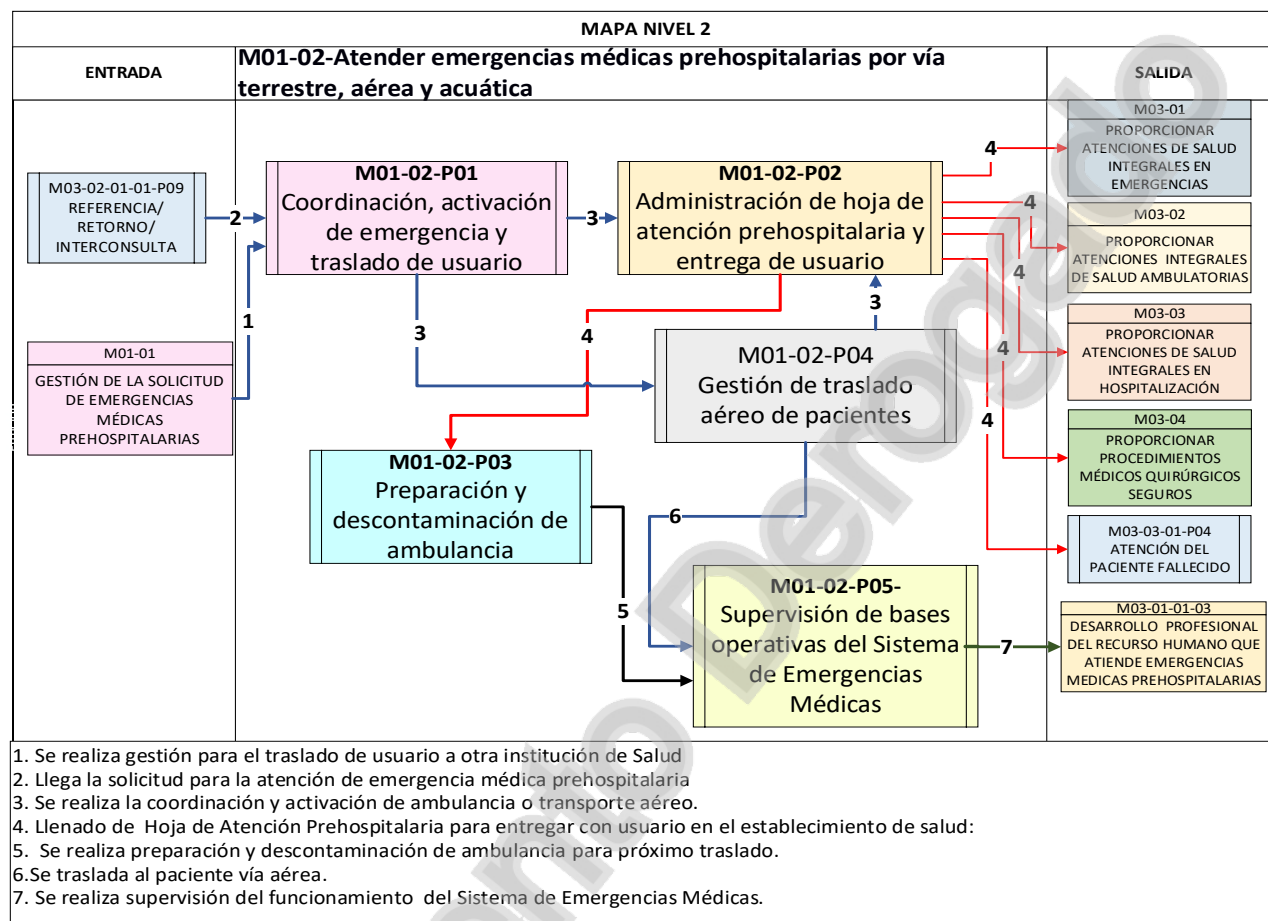 MAPA NIVEL 2
ENTRADA
M01-02-Atender emergencias médicas prehospitalarias por vía
terrestre, aérea y acuática
SALIDA
M03-02-01-01-P09
REFERENCIA/
RETORNO/
INTERCONSULTA
2
1
M01-01
GESTIÓN DE LA SOLICITUD
DE EMERGENCIAS
MÉDICAS
PREHOSPITALARIAS
M01-02-P01
Coordinación, activación
de emergencia y
traslado de usuario
3
3
M01-02-P02
Administración de hoja de
atención prehospitalaria y
entrega de usuario
4
3
M01-02-P04
Gestión de traslado
aéreo de pacientes
M01-02-P03
Preparación y
descontaminación de
ambulancia
6
5
M01-02-P05-
Supervisión de bases
operativas del Sistema
de Emergencias
Médicas
7
4
4
4
4
4
M03-01
PROPORCIONAR
ATENCIONES DE SALUD
INTEGRALES EN
EMERGENCIAS
M03-02
PROPORCIONAR
ATENCIONES INTEGRALES
DE SALUD AMBULATORIAS
M03-03
PROPORCIONAR
ATENCIONES DE SALUD
INTEGRALES EN
HOSPITALIZACIÓN
M03-04
PROPORCIONAR
PROCEDIMIENTOS
MÉDICOS QUIRÚRGICOS
SEGUROS
M03-03-01-P04
ATENCIÓN DEL
PACIENTE FALLECIDO
M03-01-01-03
DESARROLLO PROFESIONAL
DEL RECURSO HUMANO QUE
ATIENDE EMERGENCIAS
MEDICAS PREHOSPITALARIAS
1. Se realiza gestión para el traslado de usuario a otra institución de Salud
2. Llega la solicitud para la atención de emergencia médica prehospitalaria
3. Se realiza la coordinación y activación de ambulancia o transporte aéreo.
4. Llenado de Hoja de Atención Prehospitalaria para entregar con usuario en el establecimiento de salud:
5. Se realiza preparación y descontaminación de ambulancia para próximo traslado.
6.Se traslada al paciente vía aérea.
7. Se realiza supervisión del funcionamiento del Sistema de Emergencias Médicas.
nto Derogado